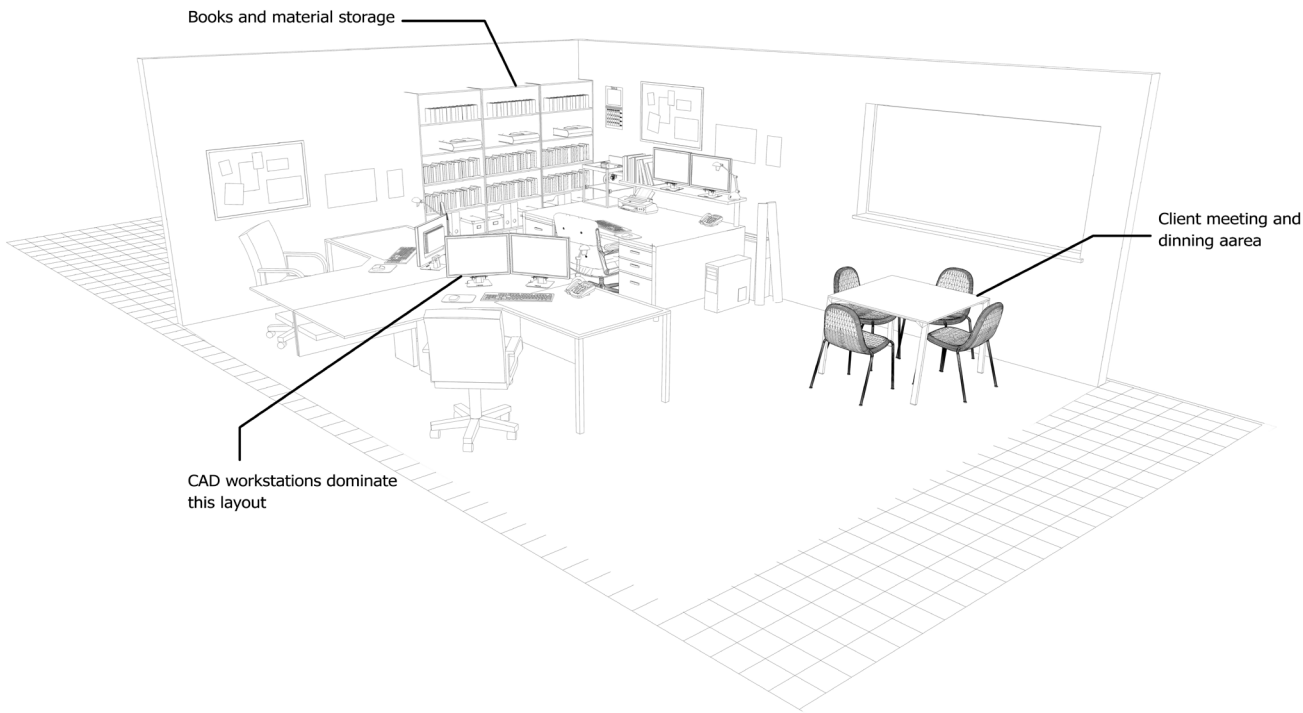 Books and material storage
Client meeting and
dinning aarea
CAD workstations dominate
this layout